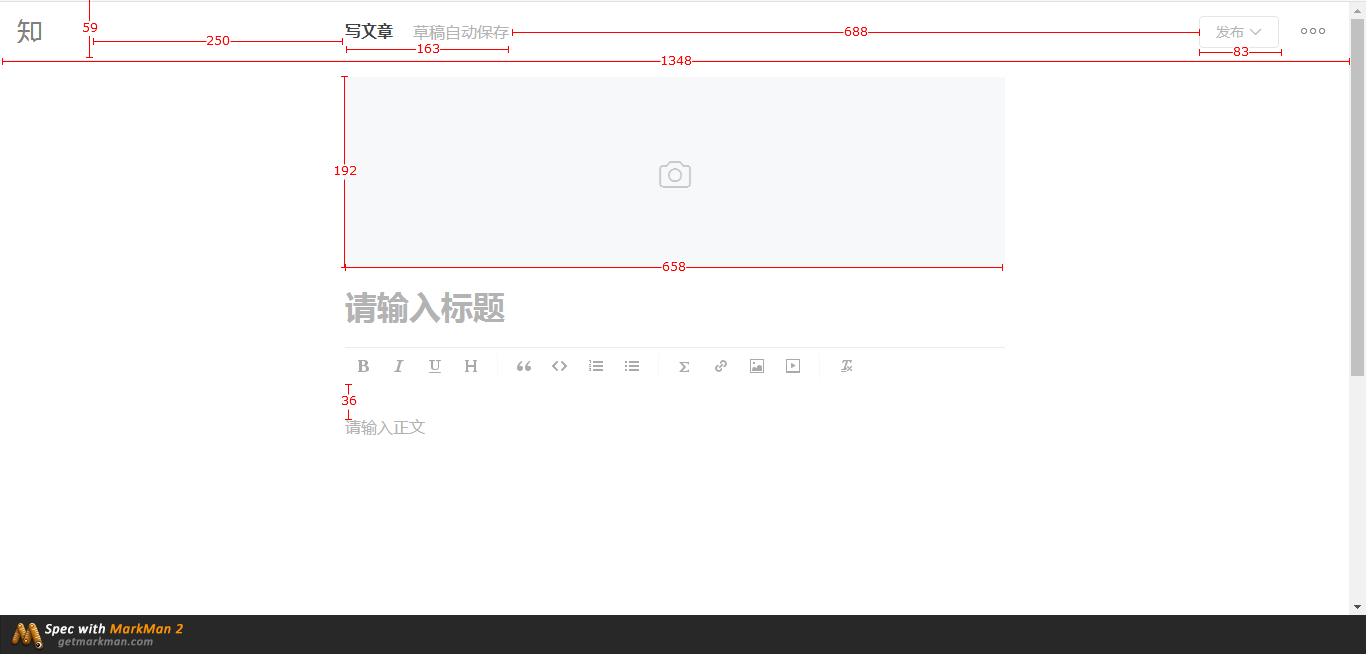 知
59
250
写文章 草稿自动保存
163
688
发布
83
1348
192
658
请输入标题
B I U H
36
请输入正文
Spec with MarkMan 2
getmarkman.com